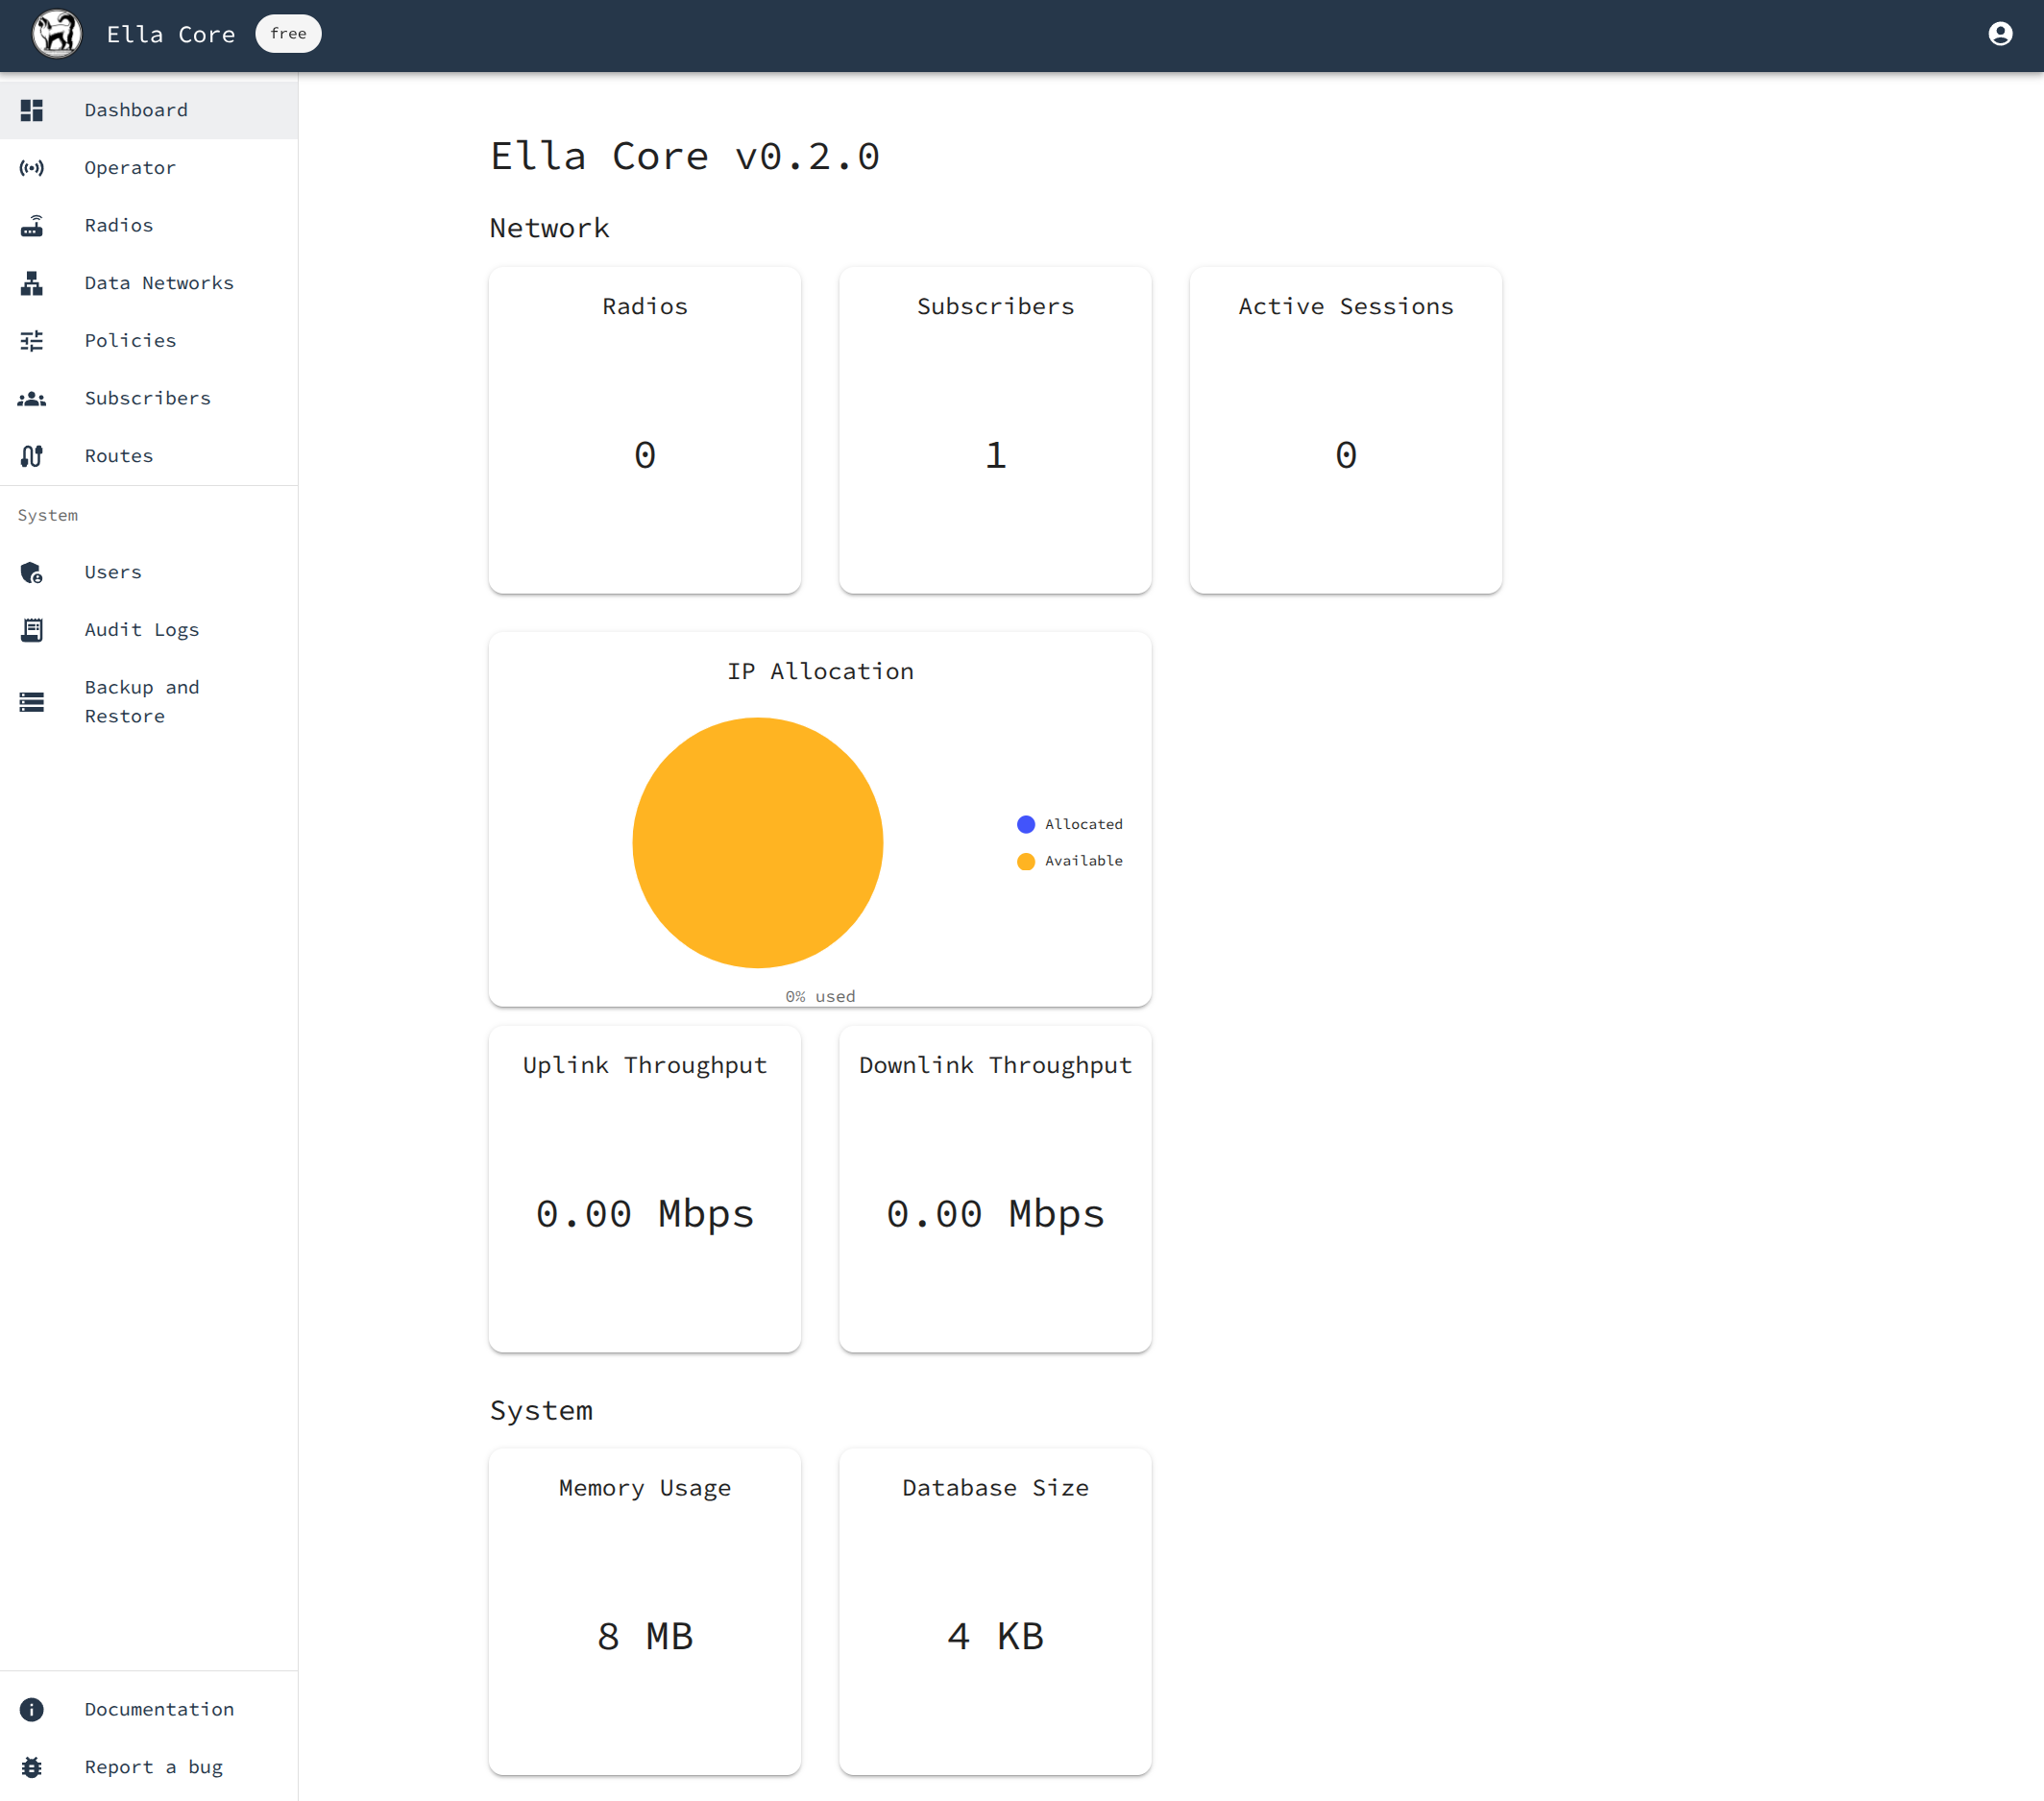 Ella Core free
Dashboard
Operator
Radios
Data Networks
Policies
Subscribers
Routes
System
Users
Audit Logs
Backup and
Restore
Documentation
Report a bug
Ella Core v0.2.0
Network
Radios
0
Subscribers
1
Active Sessions
0
IP Allocation
Allocated
Available
0% used
Uplink Throughput
0.00 Mbps
Downlink Throughput
0.00 Mbps
System
Memory Usage
8 MB
Database Size
4 KB